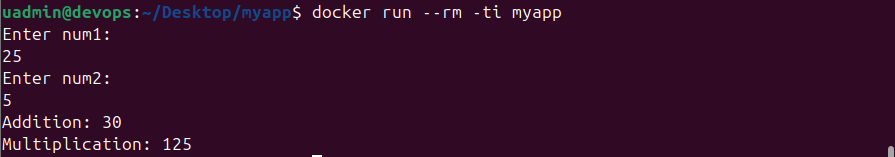 uadmin@devops:~/Desktop/myapp$ docker run --rm -ti myapp
Enter num1:
25
Enter num2:
5
Addition: 30
Multiplication: 125